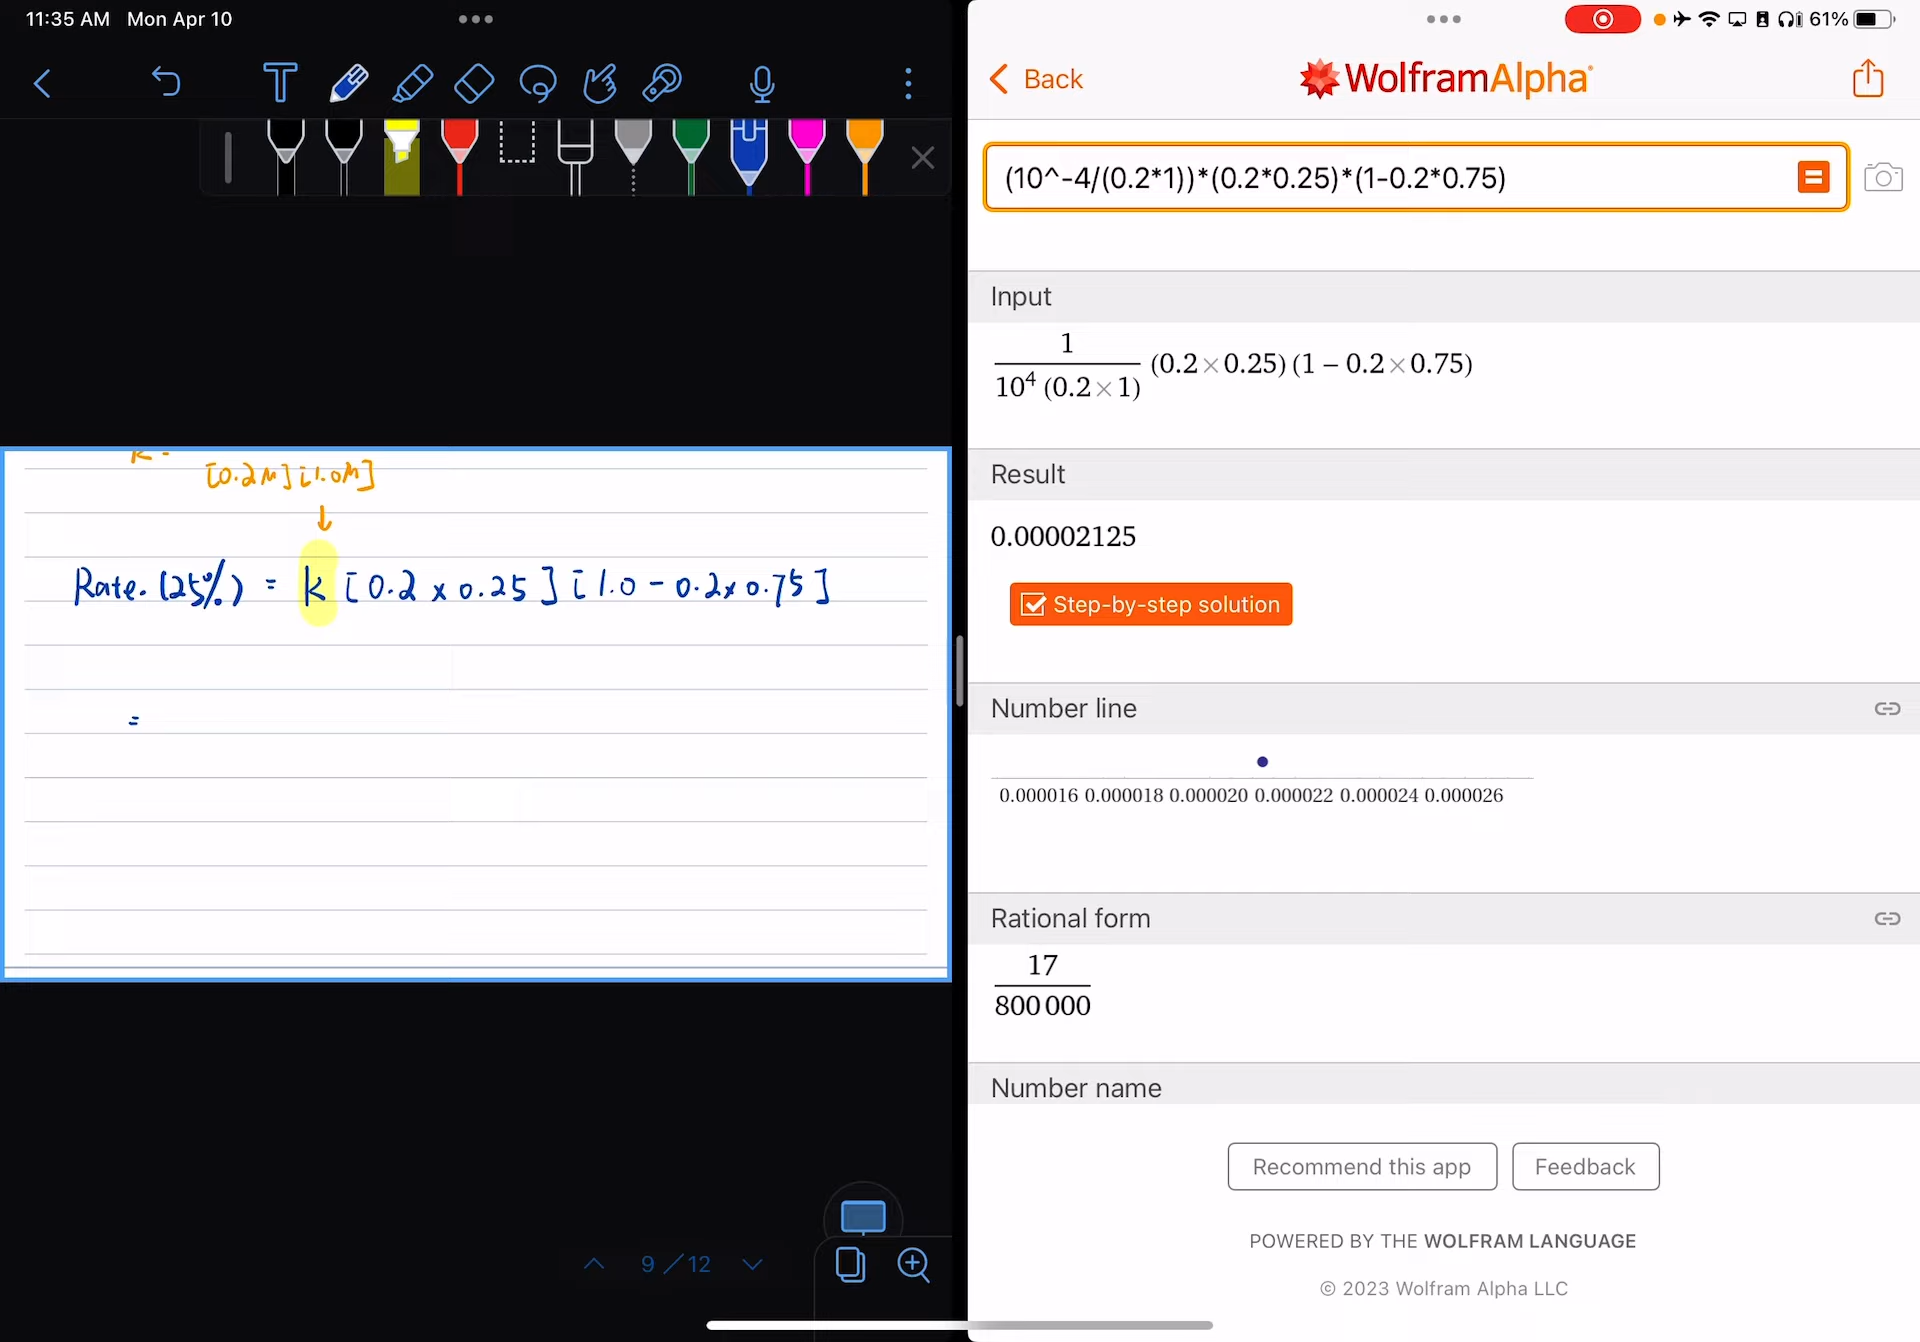 11:35 AM Mon Apr 10
61%
T
Back
WolframAlpha
(10^-4/(0.2*1))*(0.2*0.25)*(1-0.2*0.75)
Input
1
10⁴ (0.2×1)
(0.2×0.25)(1 − 0.2×0.75)
Result
0.00002125
Step-by-step solution
Number line
0.000016 0.000018 0.000020 0.000022 0.000024 0.000026
Rational form
17
800 000
Number name
Recommend this app
Feedback
POWERED BY THE WOLFRAM LANGUAGE
© 2023 Wolfram Alpha LLC
[0.2M][1.0M]
↓
Rate. (25%) = k [0.2 x 0.25] [1.0 - 0.2x0.75]
=
9 / 12